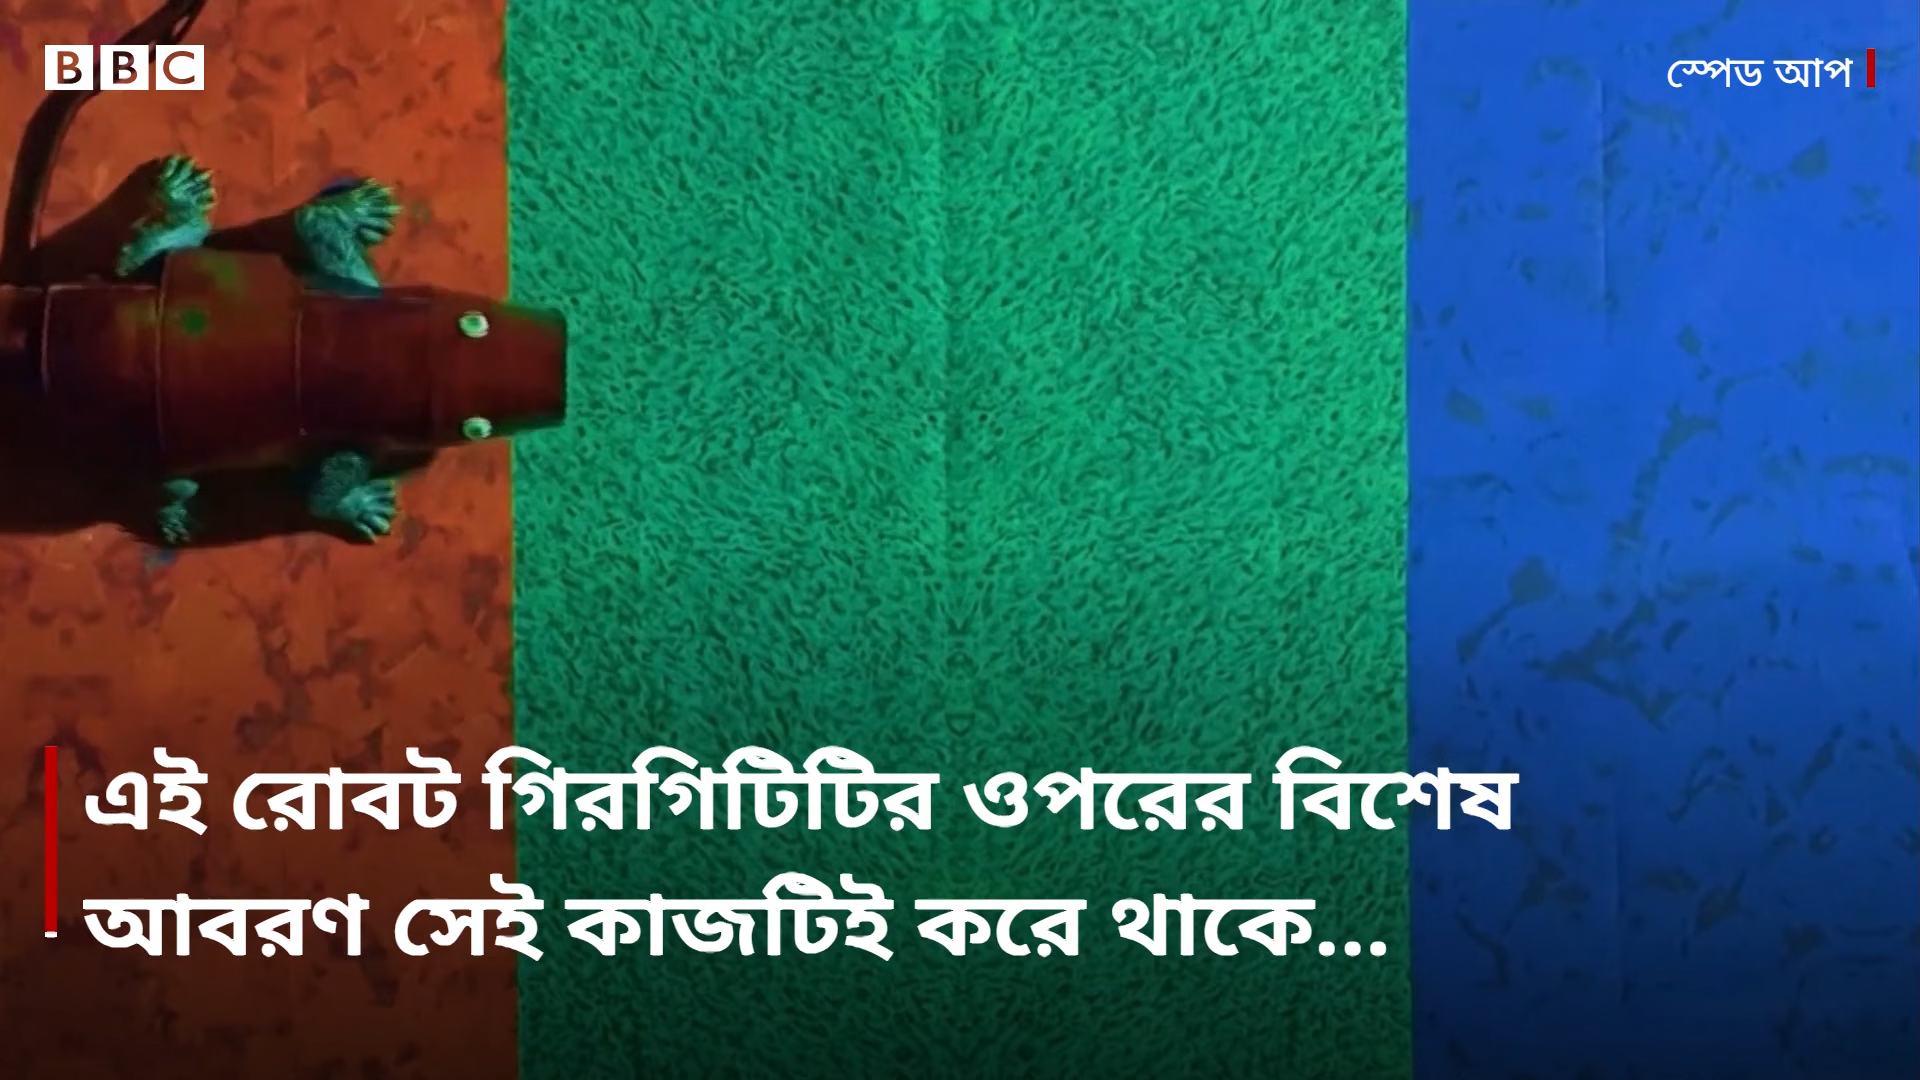 BBC
স্পেড আপ
এই রোবট গিরগিটিটির ওপরের বিশেষ
আবরণ সেই কাজটিই করে থাকে...